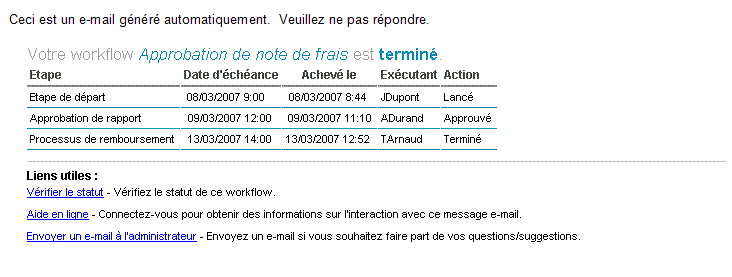 Ceci est un e-mail généré automatiquement. Veuillez ne pas répondre.
Votre workflow Approbation de note de frais est terminé.
Etape Date d'échéance Achevé le Exécutant Action
Etape de départ 08/03/2007 9:00 08/03/2007 8:44 JDupont Lancé
Approbation de rapport 09/03/2007 12:00 09/03/2007 11:10 ADurand Approuvé
Processus de remboursement 13/03/2007 14:00 13/03/2007 12:52 TArnaud Terminé
Liens utiles :
Vérifier le statut - Vérifiez le statut de ce workflow.
Aide en ligne - Connectez-vous pour obtenir des informations sur l'interaction avec ce message e-mail.
Envoyer un e-mail à l'administrateur - Envoyez un e-mail si vous souhaitez faire part de vos questions/suggestions.